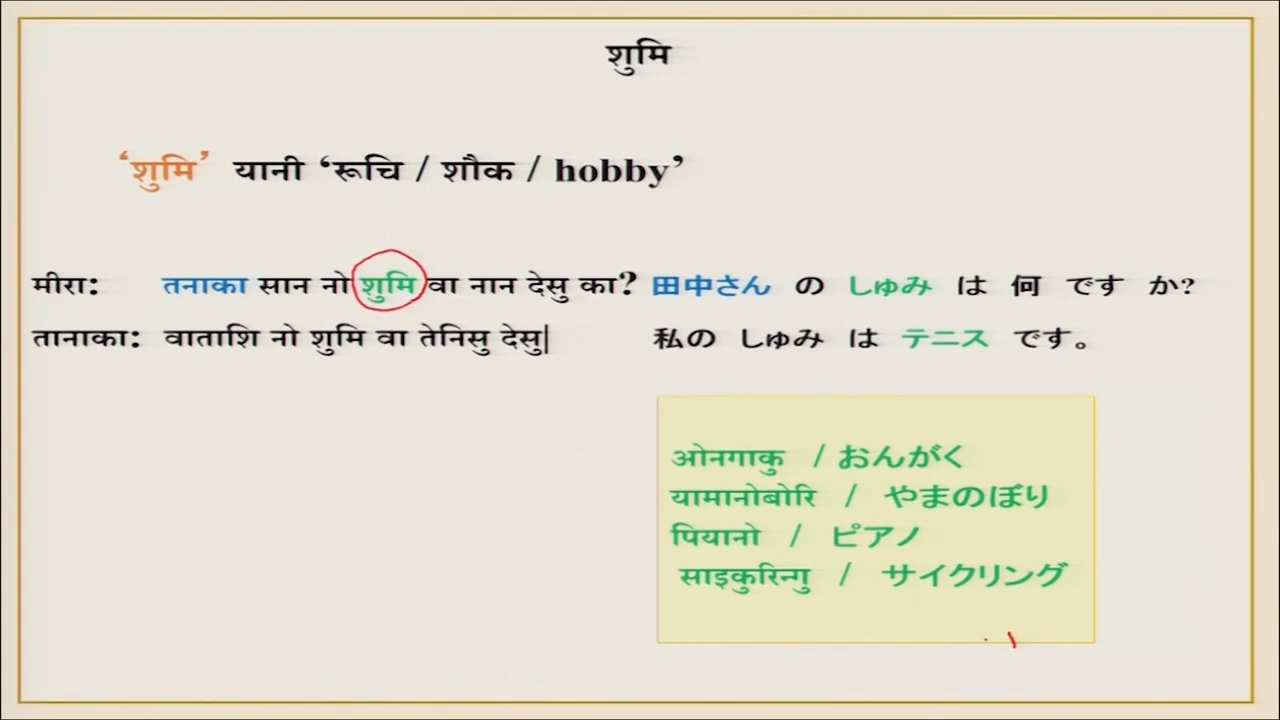 शुमि
‘शुमि’ यानी ‘रूचि / शौक / hobby’
मीरा: तनाका सान नो शुमि वा नान देसु का? 田中さん の しゅみ は 何 です か?
तानाका: वाताशि नो शुमि वा तेनिसु देसु| 私の しゅみ は テニス です。
ओनगाकु / おんがく
यामानोबोरि / やまのぼり
पियानो / ピアノ
साइकुरिन्गु / サイクリング